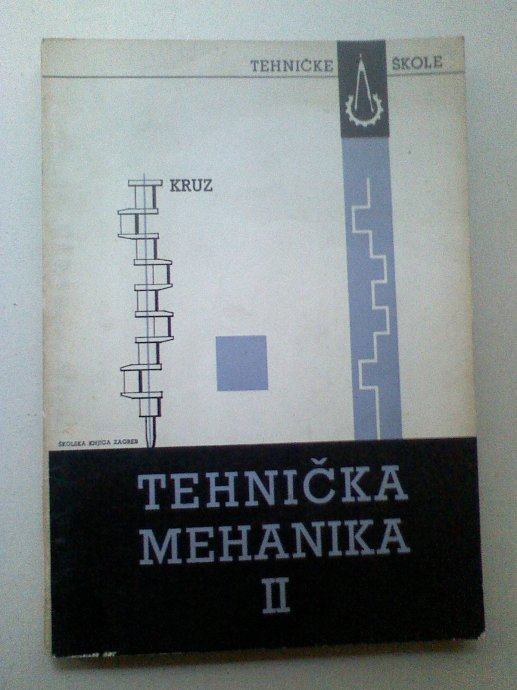 TEHNIČKE ŠKOLE
KRUZ
ŠKOLSKA KNJIGA ZAGREB
TEHNIČKA
MEHANIKA
II